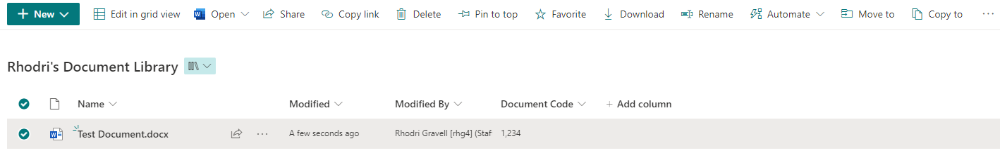 + New Edit in grid view Open Share Copy link Delete Pin to top Favorite Download Rename Automate Move to Copy to ...
Rhodri's Document Library
Name Modified Modified By Document Code + Add column
Test Document.docx ... A few seconds ago Rhodri Gravell [rhg4] (Staf 1,234